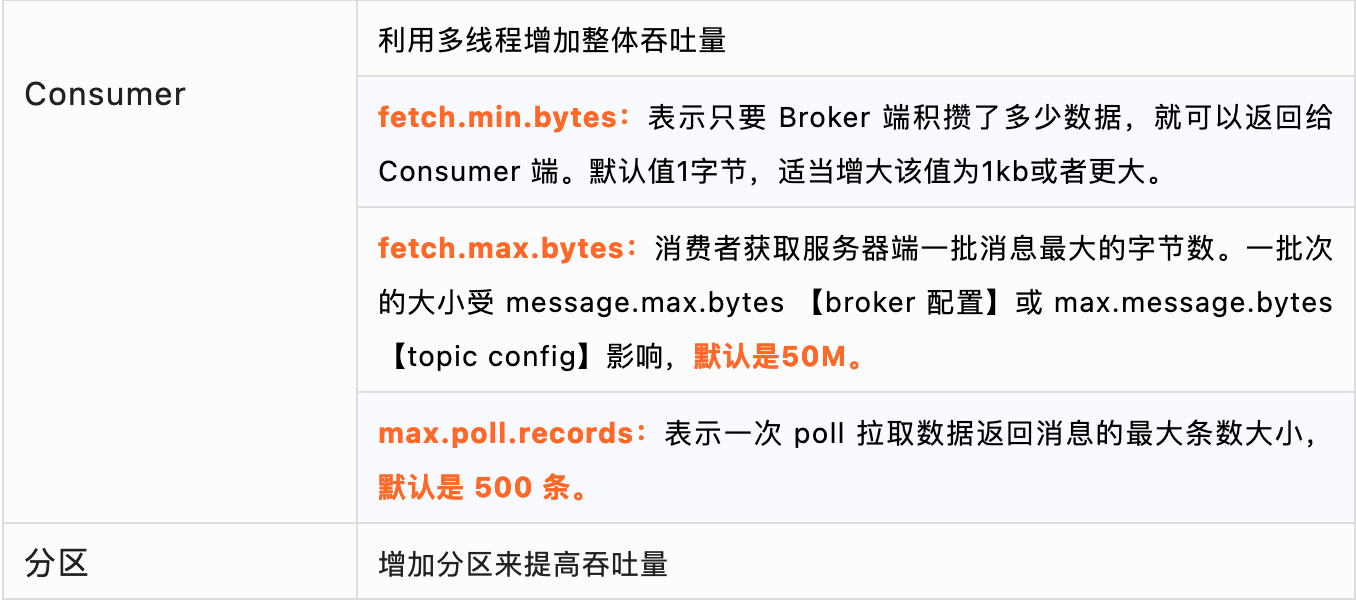 Consumer
利用多线程增加整体吞吐量
fetch.min.bytes：表示只要 Broker 端积攒了多少数据，就可以返回给
Consumer 端。默认值1字节，适当增大该值为1kb或者更大。
fetch.max.bytes：消费者获取服务器端一批消息最大的字节数。一批次
的大小受 message.max.bytes 【broker 配置】或 max.message.bytes
【topic config】影响，默认是50M。
max.poll.records：表示一次 poll 拉取数据返回消息的最大条数大小，
默认是 500 条。
分区
增加分区来提高吞吐量